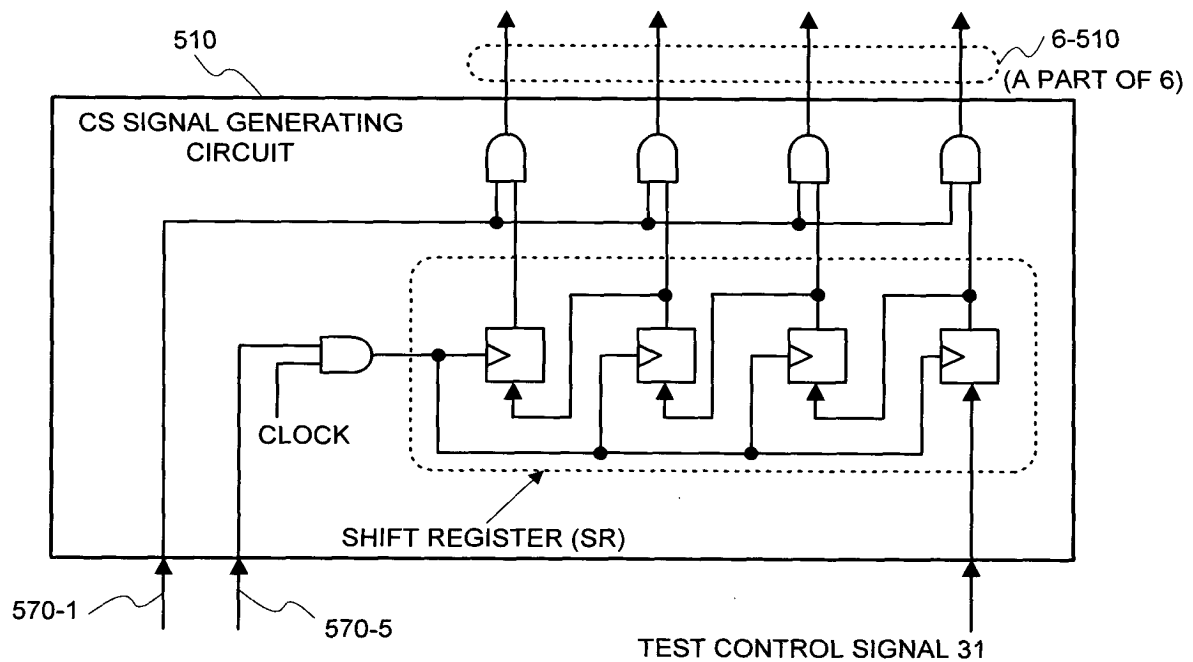 510
6-510
(A PART OF 6)
CS SIGNAL GENERATING
CIRCUIT
CLOCK
SHIFT REGISTER (SR)
570-1
570-5
TEST CONTROL SIGNAL 31